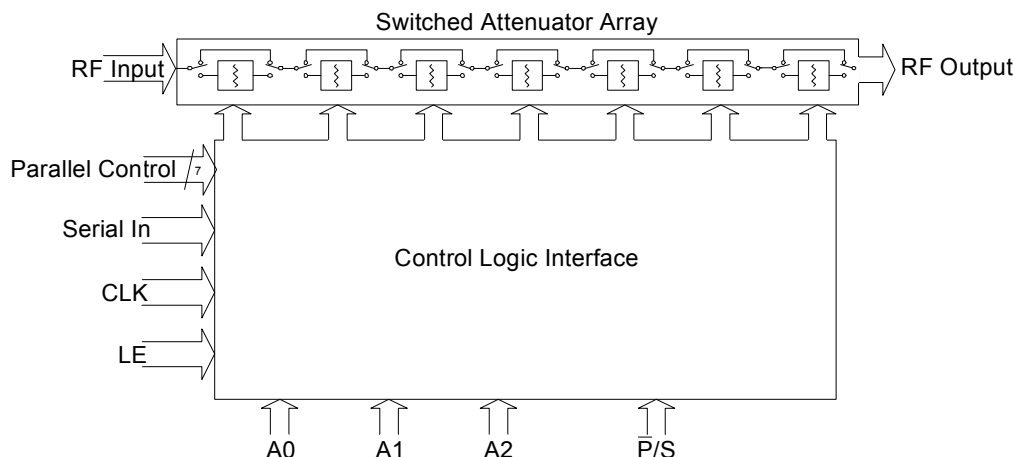 Switched Attenuator Array
RF Input
RF Output
Parallel Control
7
Serial In
Control Logic Interface
CLK
LE
A0
A1
A2
P̅/S